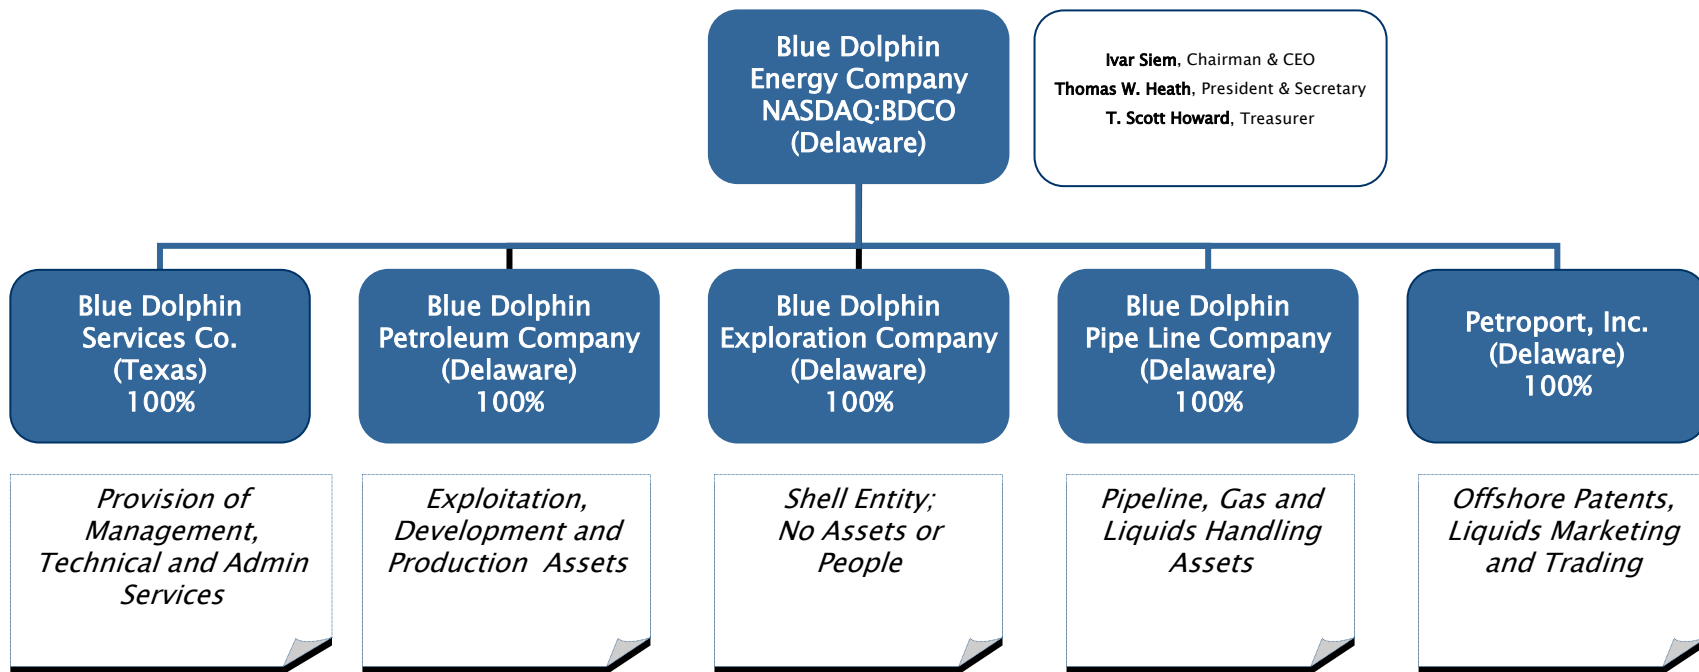 Blue Dolphin
Energy Company
NASDAQ:BDCO
(Delaware)
Ivar Siem, Chairman & CEO
Thomas W. Heath, President & Secretary
T. Scott Howard, Treasurer
Blue Dolphin
Services Co.
(Texas)
100%
Blue Dolphin
Petroleum Company
(Delaware)
100%
Blue Dolphin
Exploration Company
(Delaware)
100%
Blue Dolphin
Pipe Line Company
(Delaware)
100%
Petroport, Inc.
(Delaware)
100%
Provision of
Management,
Technical and Admin
Services
Exploitation,
Development and
Production Assets
Shell Entity;
No Assets or
People
Pipeline, Gas and
Liquids Handling
Assets
Offshore Patents,
Liquids Marketing
and Trading